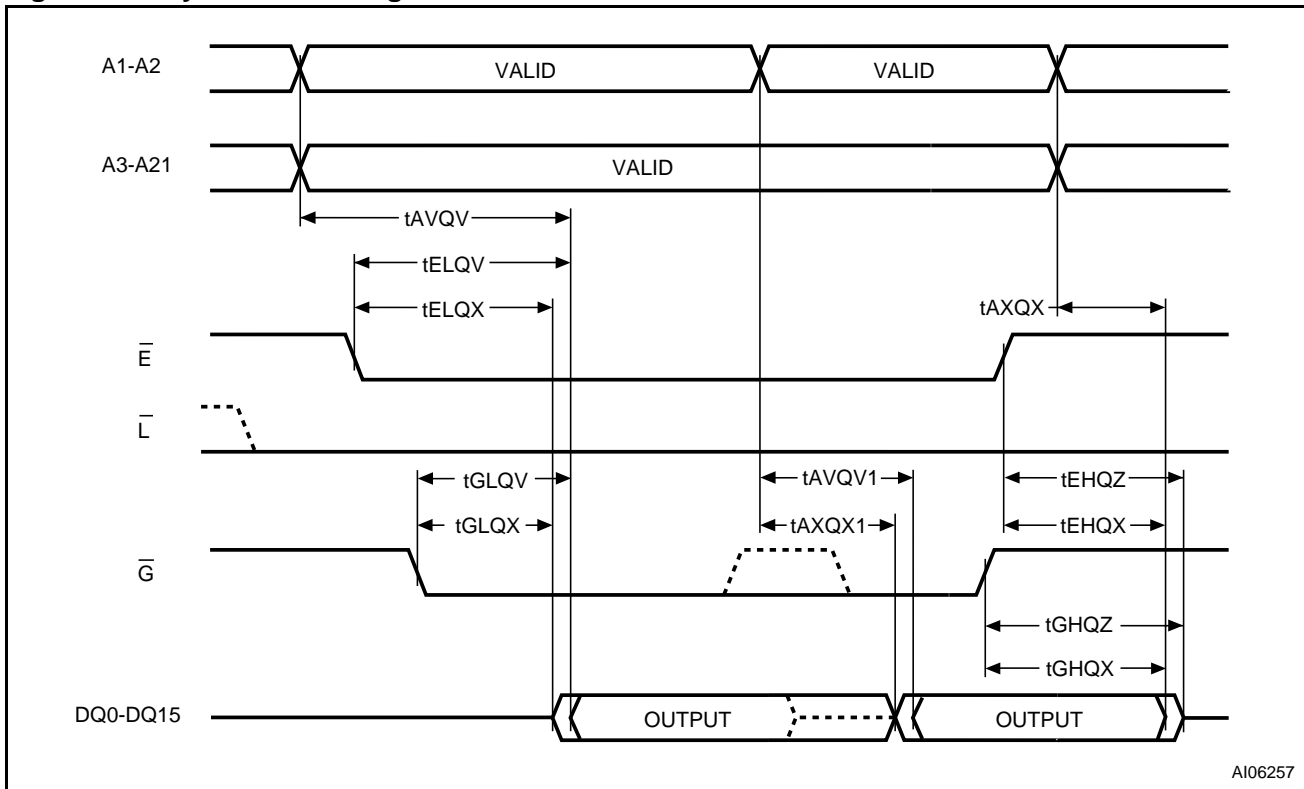 A1-A2 VALID VALID
A3-A21 VALID
tAVQV
tELQV
tELQX tAXQX
E
L
tGLQV tAVQV1 tEHQZ
tGLQX tAXQX1 tEHQX
G
tGHQZ
tGHQX
DQ0-DQ15 OUTPUT OUTPUT
AI06257